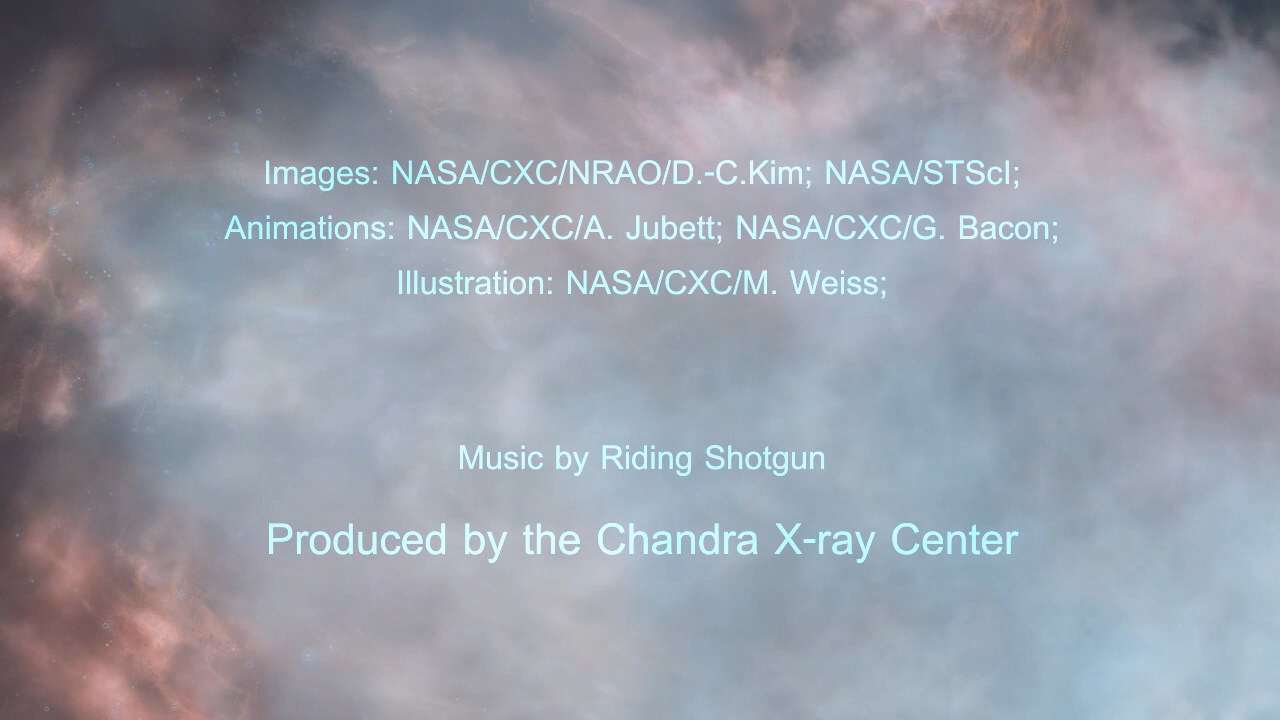 Images: NASA/CXC/NRAO/D.-C.Kim; NASA/STScI;
Animations: NASA/CXC/A. Jubett; NASA/CXC/G. Bacon;
Illustration: NASA/CXC/M. Weiss;
Music by Riding Shotgun
Produced by the Chandra X-ray Center